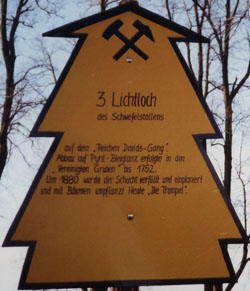 3. Lichtloch
des Schwefelstollens
auf dem „Reichen Davids-Gang“
Abbau auf Pyrit-Bleiglanz erfolgte in den
„Vereinigten Gruben“ bis 1752.
Um 1880 wurde der Schacht verfüllt und eingeebnet
und mit Bäumen umpflanzt. Heute „Die Trompel“.